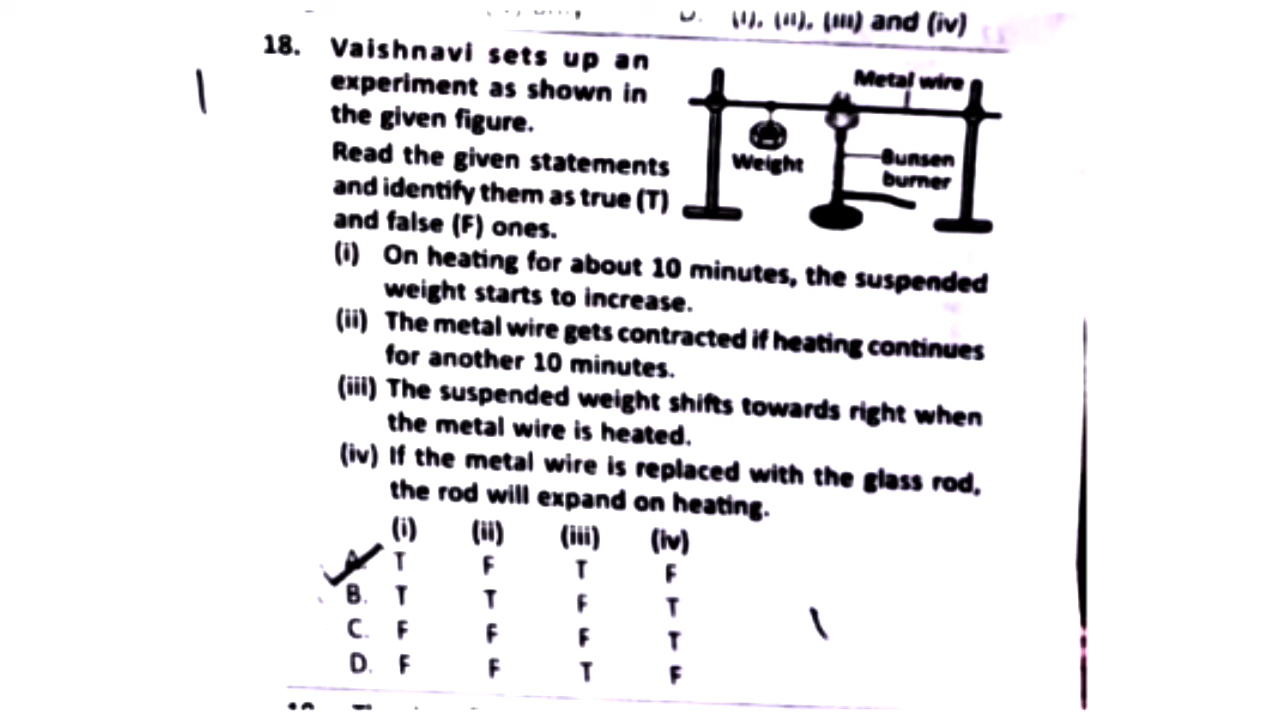 (i), (ii), (iii) and (iv)
18. Vaishnavi sets up an
experiment as shown in
the given figure.
Metal wire
Weight
Bunsen
burner
Read the given statements
and identify them as true (T)
and false (F) ones.
(i) On heating for about 10 minutes, the suspended
weight starts to increase.
(ii) The metal wire gets contracted if heating continues
for another 10 minutes.
(iii) The suspended weight shifts towards right when
the metal wire is heated.
(iv) If the metal wire is replaced with the glass rod,
the rod will expand on heating.
(i) (ii) (iii) (iv)
A. T F T F
B. T T F T
C. F F F T
D. F F T F